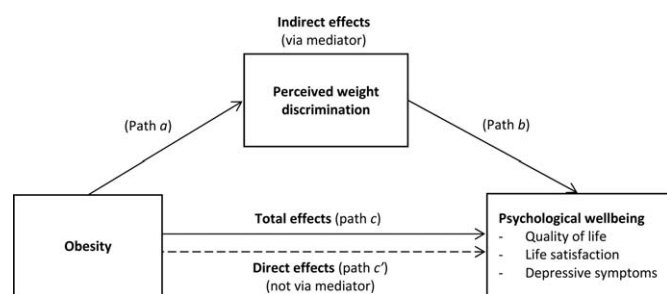 Indirect effects
(via mediator)
Perceived weight
discrimination
(Path a)
(Path b)
Obesity
Total effects (path c)
Direct effects (path c’)
(not via mediator)
Psychological wellbeing
- Quality of life
- Life satisfaction
- Depressive symptoms